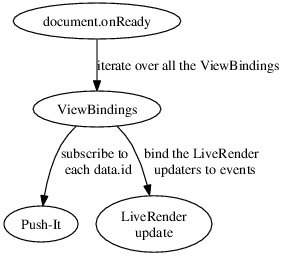 document.onReady
iterate over all the ViewBindings
ViewBindings
subscribe to
each data.id
bind the LiveRender
updaters to events
Push-It
LiveRender
update